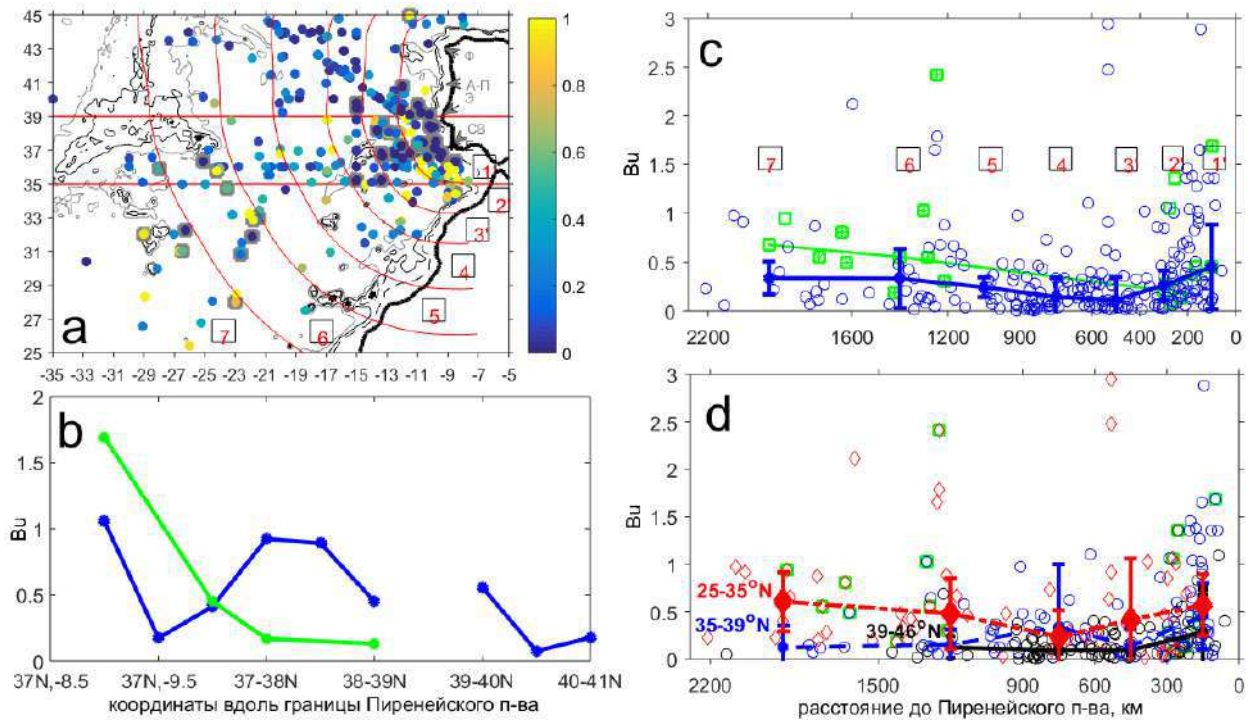 a
45
43
41
39
37
35
33
31
29
27
25
-35 -33 -31 -29 -27 -25 -23 -21 -19 -17 -15 -13 -11 -9 -7 -5
Ф
А-П
Э
СВ
1'
2'
3'
4
5
6
7
1
0.8
0.6
0.4
0.2
0
b
Bu
2
1.5
1
0.5
0
37N,-8.5 37N,-9.5 37-38N 38-39N 39-40N 40-41N
координаты вдоль границы Пиренейского п-ва
c
Bu
3
2.5
2
1.5
1
0.5
0
7 6 5 4 3' 2' 1'
2200 1600 1200 900 600 400 200 0
d
Bu
3
2.5
2
1.5
1
0.5
0
25-35°N
35-39°N
39-46°N
2200 1500 900 600 300 0
расстояние до Пиренейского п-ва, км